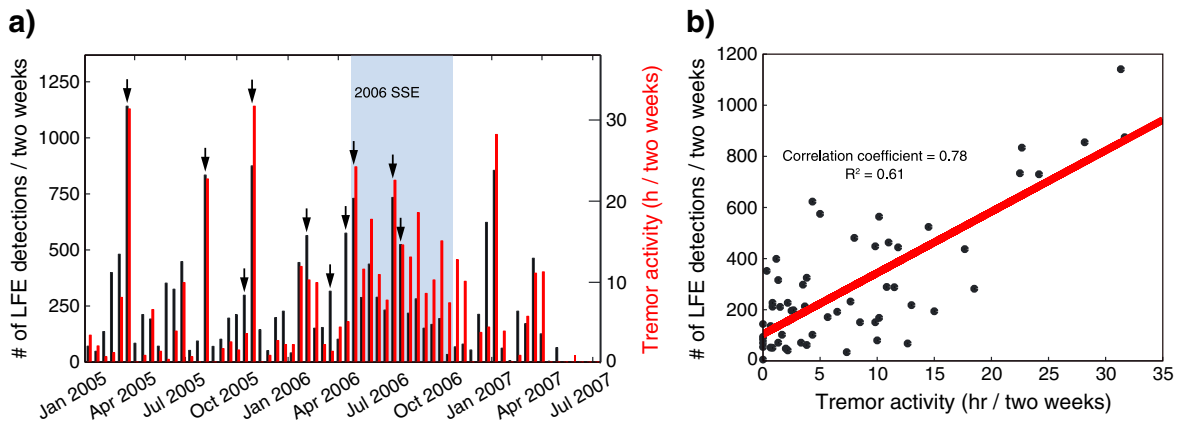 a)
# of LFE detections / two weeks
1250
1000
750
500
250
0
2006 SSE
30
20
10
0
Tremor activity (h / two weeks)
Jan 2005
Apr 2005
Jul 2005
Oct 2005
Jan 2006
Apr 2006
Jul 2006
Oct 2006
Jan 2007
Apr 2007
Jul 2007
b)
# of LFE detections / two weeks
1200
1000
800
600
400
200
0
Correlation coefficient = 0.78
R² = 0.61
0 5 10 15 20 25 30 35
Tremor activity (hr / two weeks)